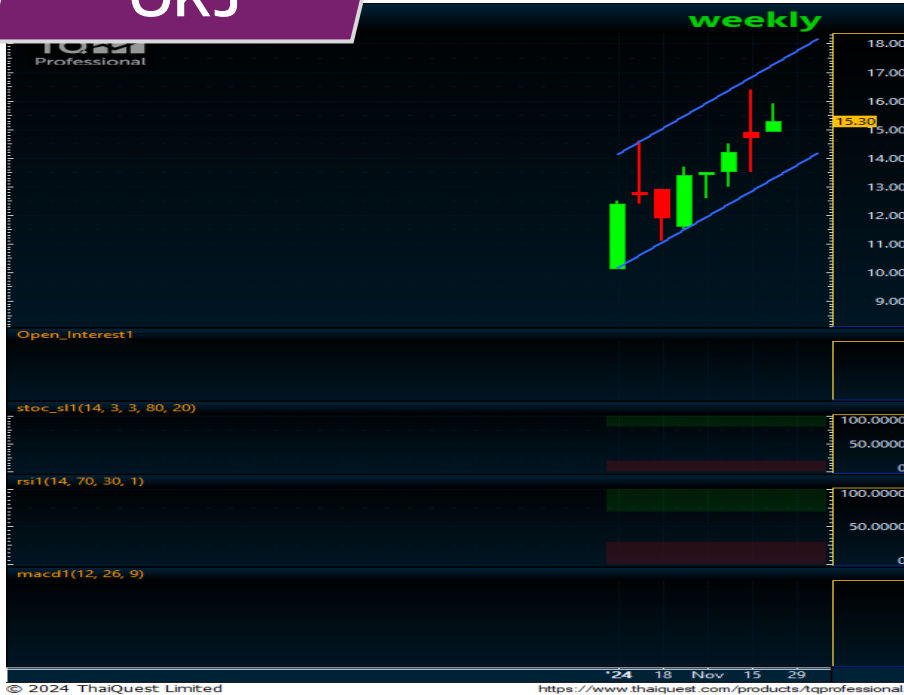 weekly
Professional
18.00
17.00
16.00
15.30
15.00
14.00
13.00
12.00
11.00
10.00
9.00
Open_Interest1
stoc_sl1(14, 3, 3, 80, 20)
100.0000
50.0000
rsi1(14, 70, 30, 1)
100.0000
50.0000
macd1(12, 26, 9)
'24 18 Nov 15 29
© 2024 ThaiQuest Limited https://www.thaiquest.com/products/tqprofessional